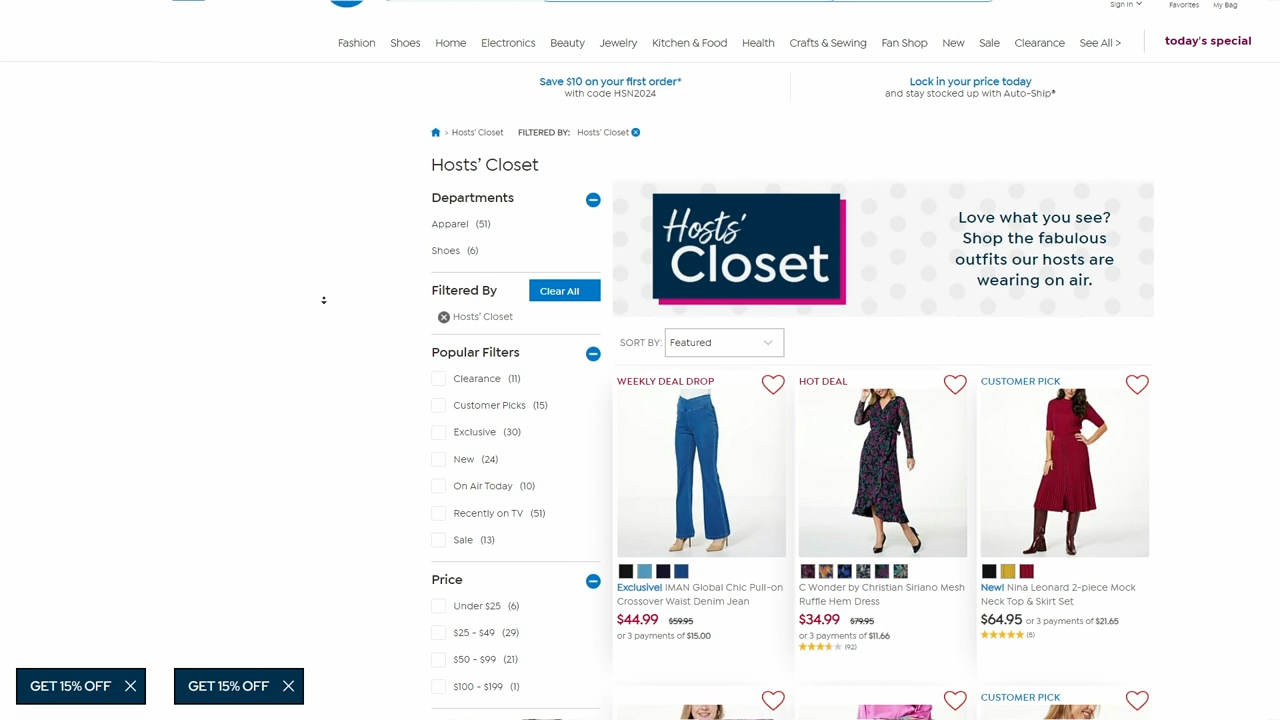 Sign In
Favorites
My Bag
Fashion Shoes Home Electronics Beauty Jewelry Kitchen & Food Health Crafts & Sewing Fan Shop New Sale Clearance See All > today's special
Save $10 on your first order*
with code HSN2024
Lock in your price today
and stay stocked up with Auto-Ship®
> Hosts' Closet FILTERED BY: Hosts' Closet
Hosts' Closet
Departments
Apparel (51)
Shoes (6)
Filtered By
Clear All
Hosts' Closet
Popular Filters
Clearance (11)
Customer Picks (15)
Exclusive (30)
New (24)
On Air Today (10)
Recently on TV (51)
Sale (13)
Price
Under $25 (6)
$25 - $49 (29)
$50 - $99 (21)
$100 - $199 (1)
Hosts'
Closet
Love what you see?
Shop the fabulous
outfits our hosts are
wearing on air.
SORT BY: Featured
WEEKLY DEAL DROP
Exclusive! IMAN Global Chic Pull-on
Crossover Waist Denim Jean
$44.99 $59.95
or 3 payments of $15.00
HOT DEAL
C Wonder by Christian Siriano Mesh
Ruffle Hem Dress
$34.99 $79.95
or 3 payments of $11.66
(92)
CUSTOMER PICK
New! Nina Leonard 2-piece Mock
Neck Top & Skirt Set
$64.95 or 3 payments of $21.65
(5)
CUSTOMER PICK
GET 15% OFF
GET 15% OFF